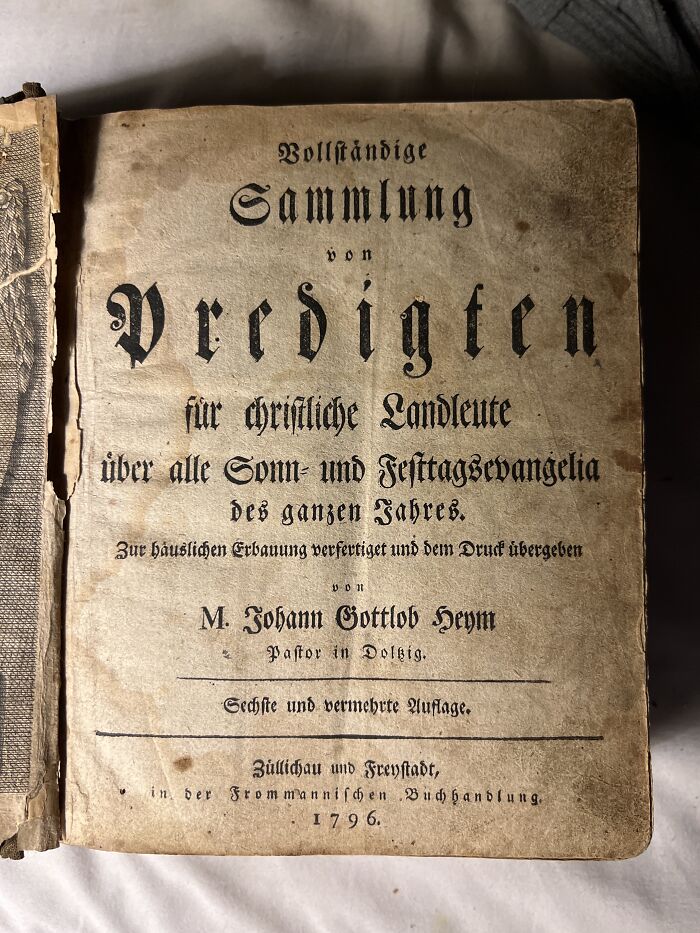 Vollständige
Sammlung
von
Predigten
für christliche Landleute
über alle Sonn- und Festtagsevangelia
des ganzen Jahres.
Zur häuslichen Erbauung verfertiget und dem Druck übergeben
von
M. Johann Gottlob Heym
Pastor in Dolzig.
Sechste und vermehrte Auflage.
Züllichau und Freystadt,
in der Frommannischen Buchhandlung.
1796.